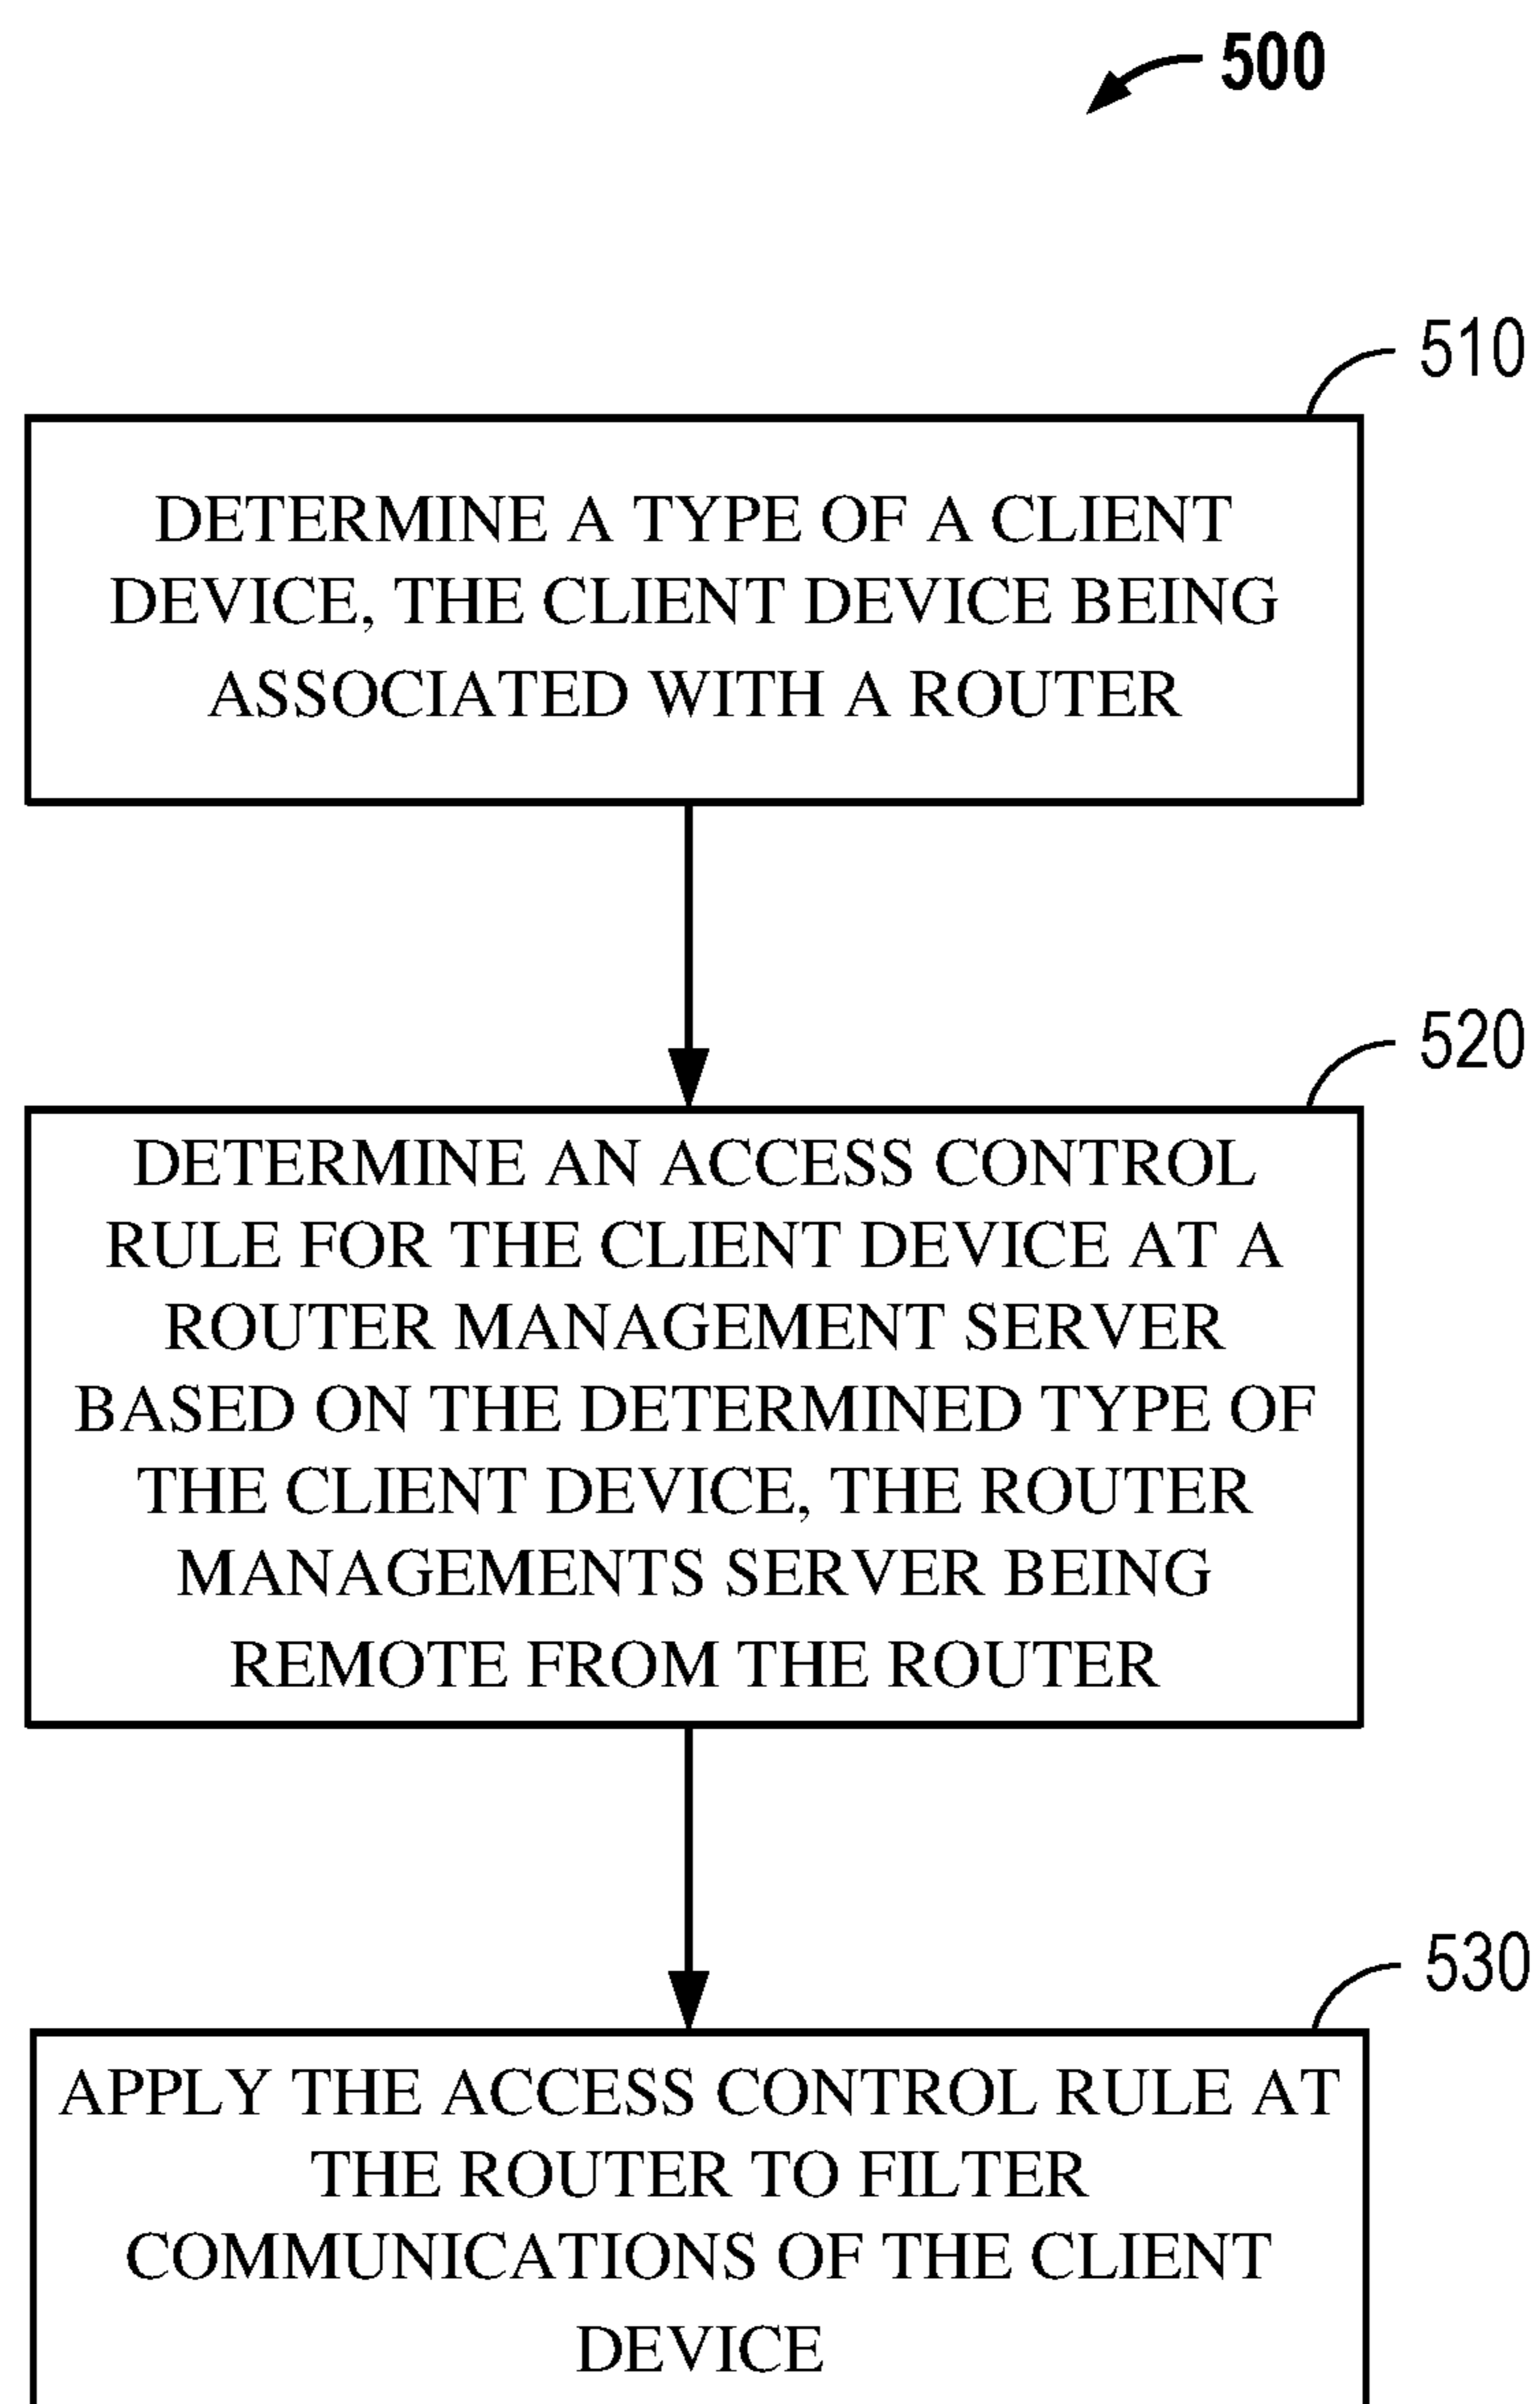 500
510
DETERMINE A TYPE OF A CLIENT
DEVICE, THE CLIENT DEVICE BEING
ASSOCIATED WITH A ROUTER
520
DETERMINE AN ACCESS CONTROL
RULE FOR THE CLIENT DEVICE AT A
ROUTER MANAGEMENT SERVER
BASED ON THE DETERMINED TYPE OF
THE CLIENT DEVICE, THE ROUTER
MANAGEMENTS SERVER BEING
REMOTE FROM THE ROUTER
530
APPLY THE ACCESS CONTROL RULE AT
THE ROUTER TO FILTER
COMMUNICATIONS OF THE CLIENT
DEVICE